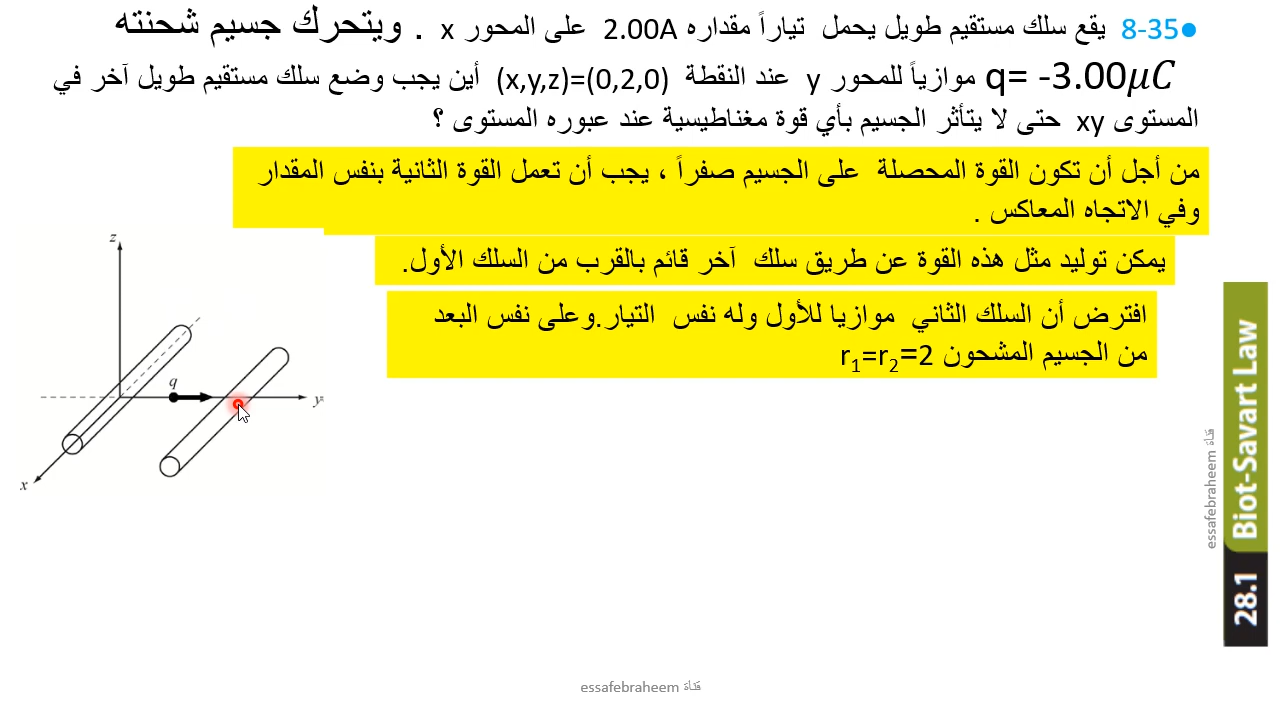 ●8-35 يقع سلك مستقيم طويل يحمل تياراً مقداره 2.00A على المحور x . ويتحرك جسيم شحنته
q= -3.00μC موازياً للمحور y عند النقطة (x,y,z)=(0,2,0) أين يجب وضع سلك مستقيم طويل آخر في
المستوى xy حتى لا يتأثر الجسيم بأي قوة مغناطيسية عند عبوره المستوى ؟
من أجل أن تكون القوة المحصلة على الجسيم صفراً ، يجب أن تعمل القوة الثانية بنفس المقدار
وفي الاتجاه المعاكس .
يمكن توليد مثل هذه القوة عن طريق سلك آخر قائم بالقرب من السلك الأول.
افترض أن السلك الثاني موازيا للأول وله نفس التيار.وعلى نفس البعد
من الجسيم المشحون r₁=r₂=2
z
q
y
x
28.1 Biot-Savart Law
essafebraheem قناة
essafebraheem قناة